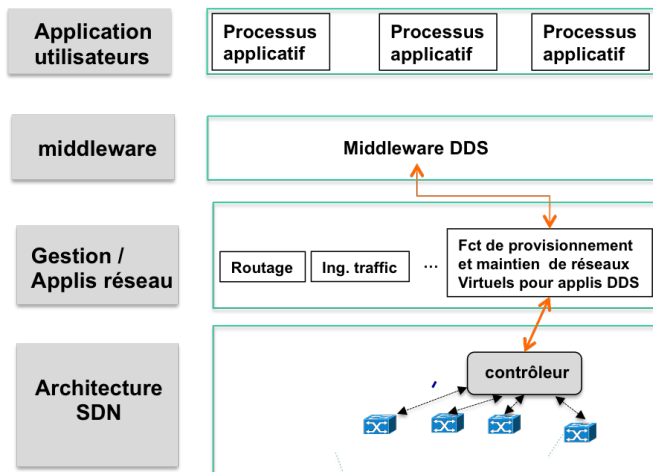 Application
utilisateurs
Processus
applicatif
Processus
applicatif
Processus
applicatif
middleware
Middleware DDS
Gestion /
Applis réseau
Routage
Ing. traffic
...
Fct de provisionnement
et maintien de réseaux
Virtuels pour applis DDS
Architecture
SDN
contrôleur